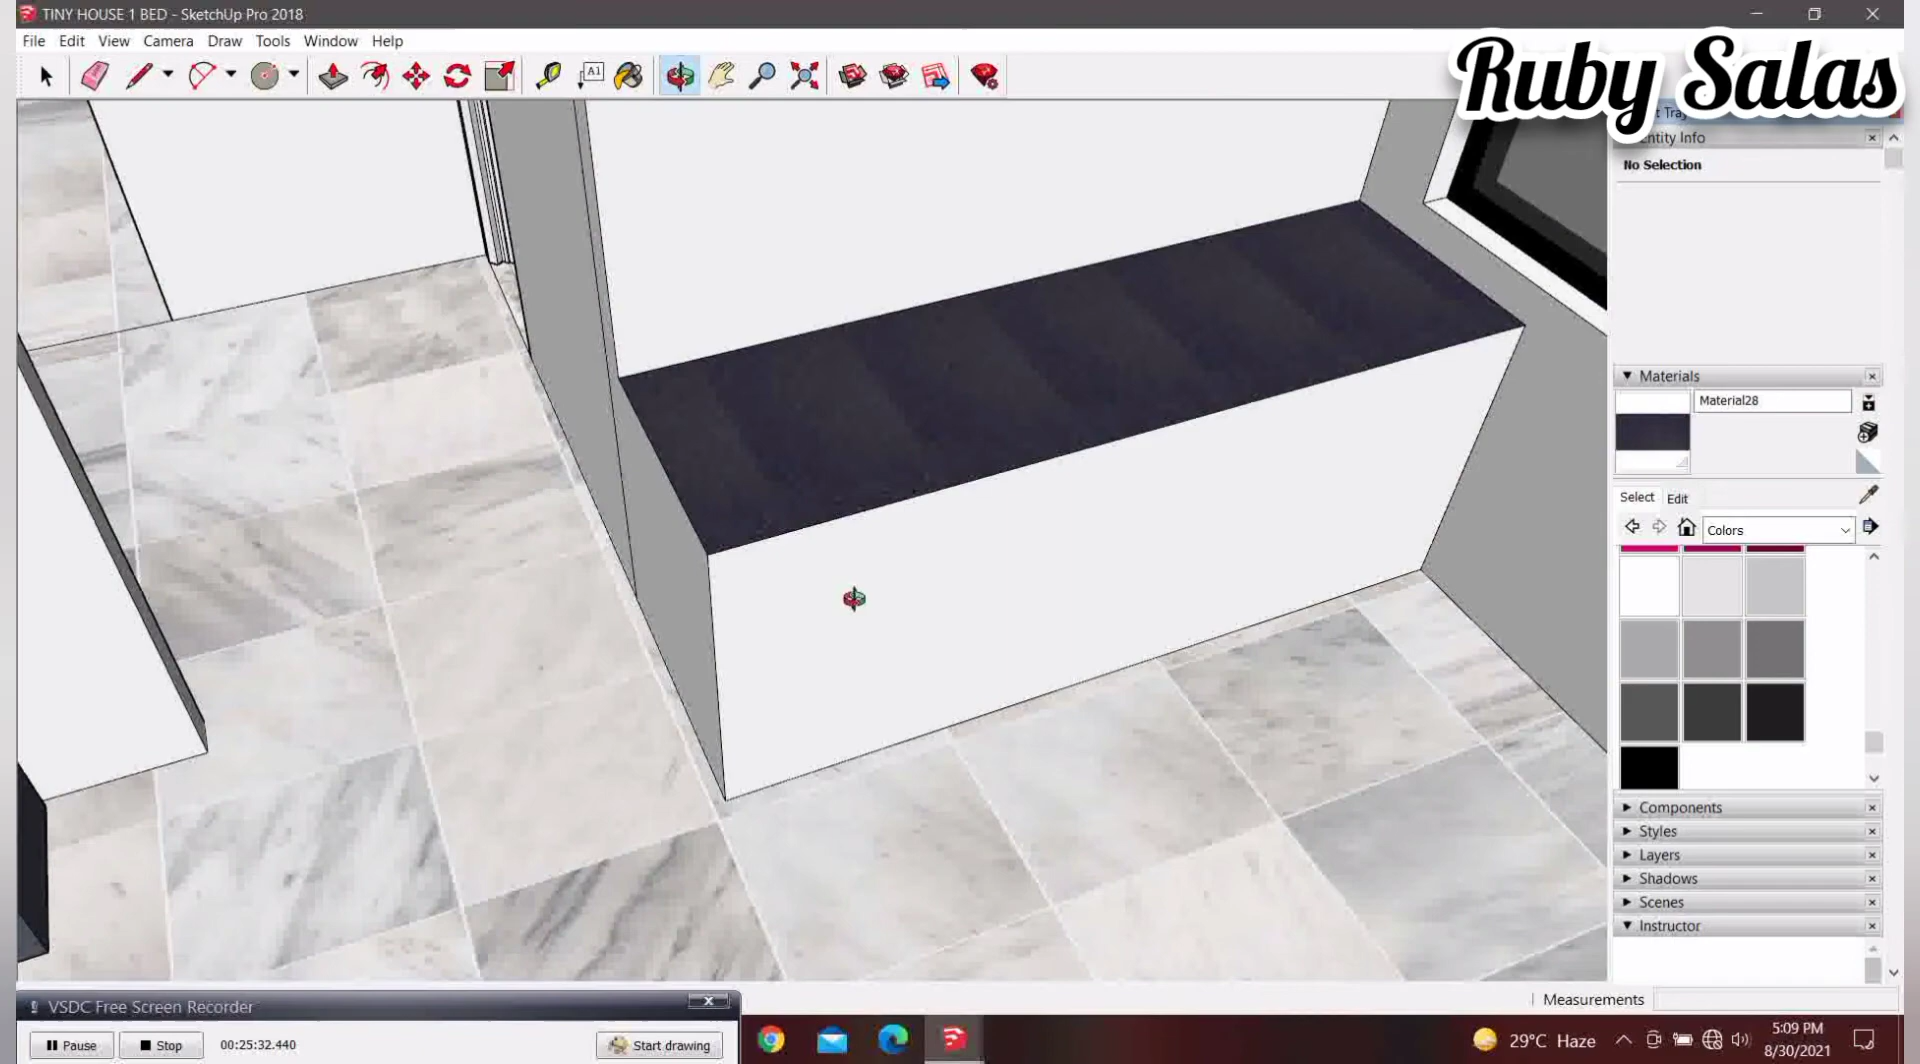 TINY HOUSE 1 BED - SketchUp Pro 2018
File Edit View Camera Draw Tools Window Help
Ruby Salas
A1
Entity Info
No Selection
Materials
Material28
Select Edit
Colors
Components
Styles
Layers
Shadows
Scenes
Instructor
Measurements
VSDC Free Screen Recorder
Pause Stop 00:25:32.440 Start drawing
29°C Haze
5:09 PM
8/30/2021